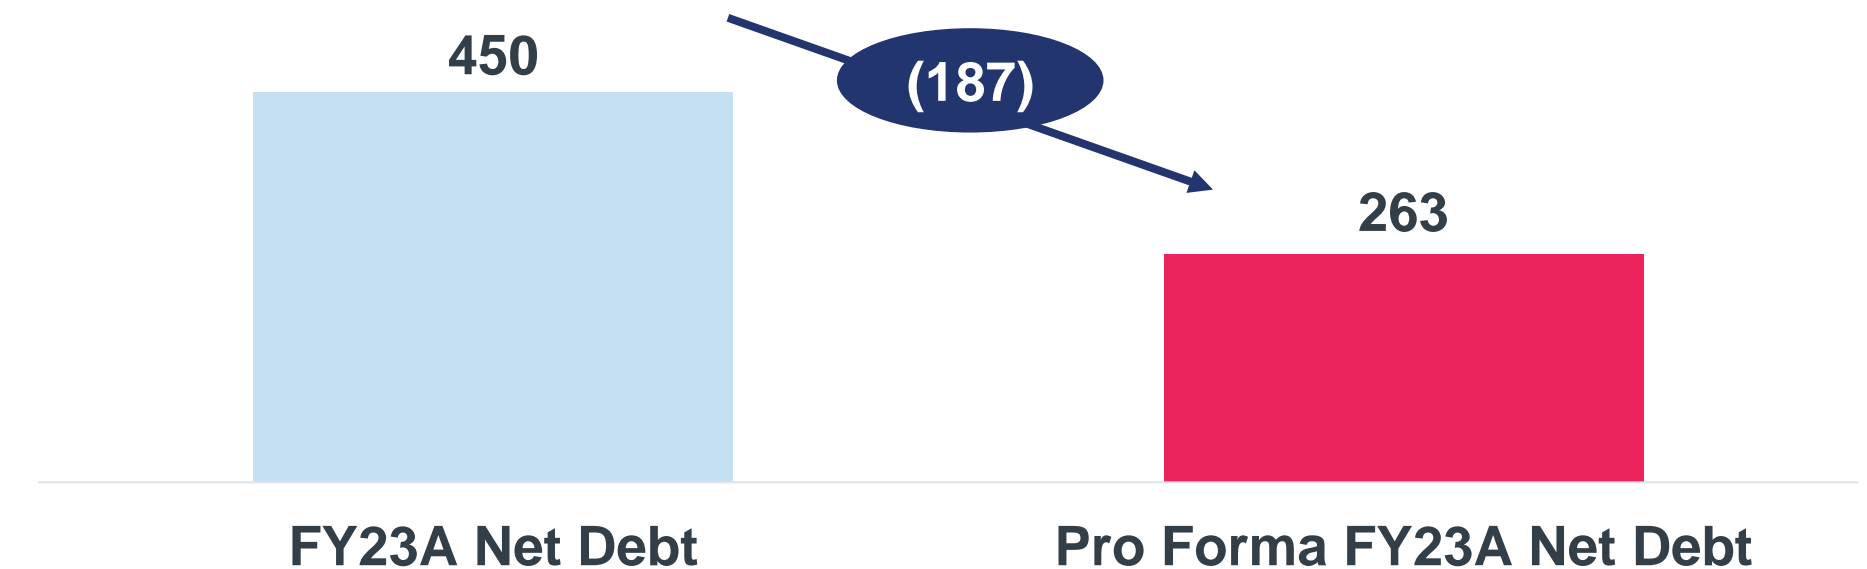 450
(187)
263
FY23A Net Debt
Pro Forma FY23A Net Debt